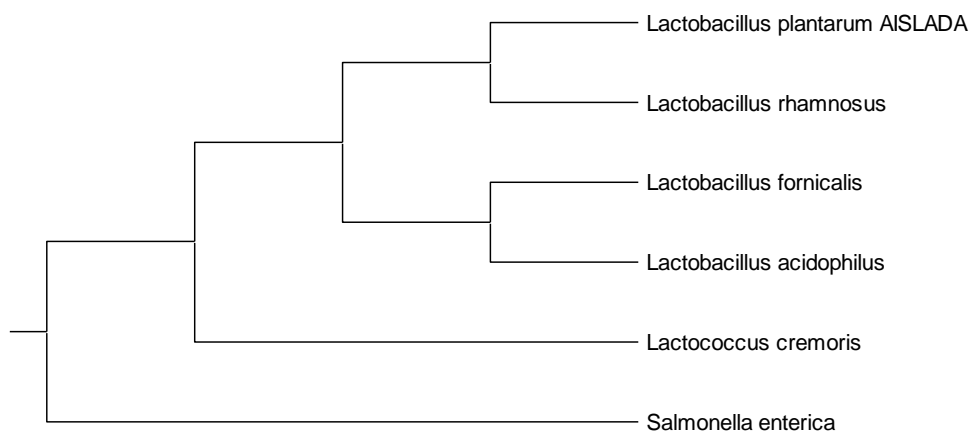 Lactobacillus plantarum AISLADA
Lactobacillus rhamnosus
Lactobacillus fornicalis
Lactobacillus acidophilus
Lactococcus cremoris
Salmonella enterica